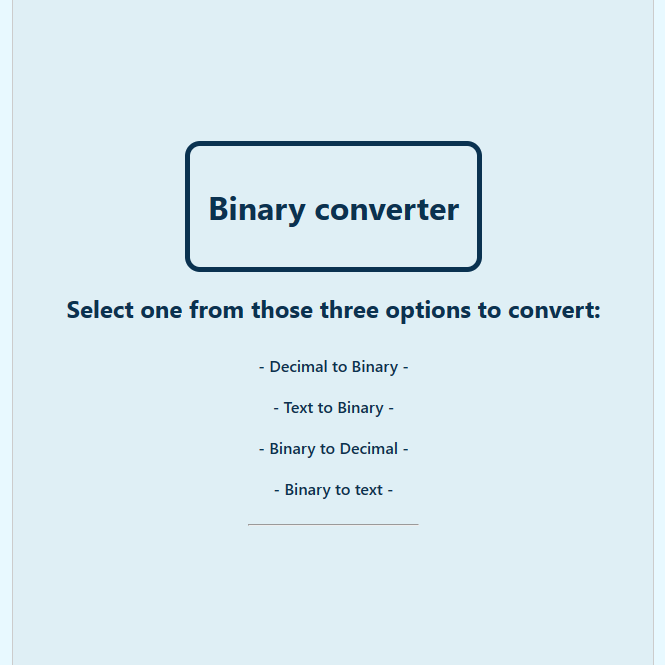 Binary converter
Select one from those three options to convert:
- Decimal to Binary -
- Text to Binary -
- Binary to Decimal -
- Binary to text -